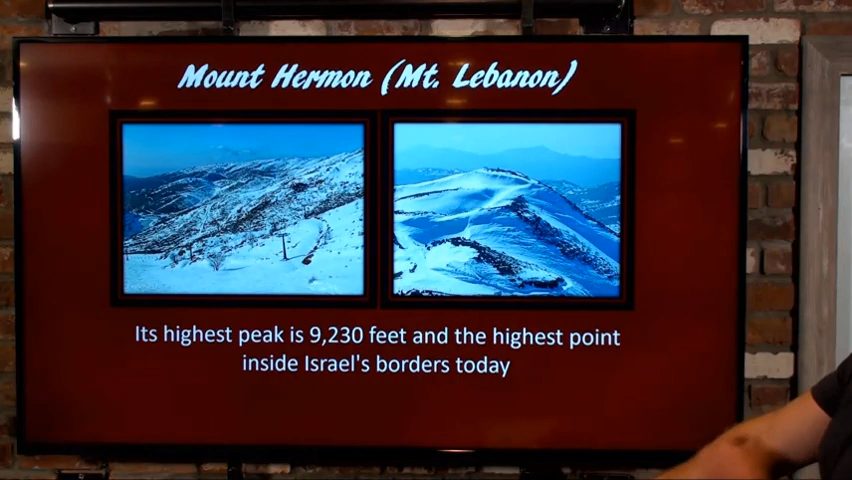 Mount Hermon (Mt. Lebanon)
Its highest peak is 9,230 feet and the highest point
inside Israel's borders today